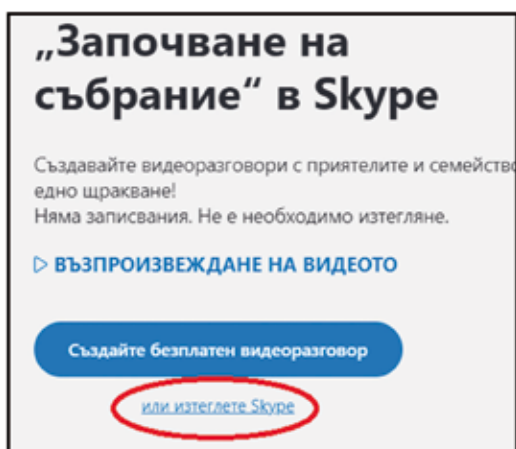 „Започване на
събрание“ в Skype
Създавайте видеоразговори с приятелите и семейство
едно щракване!
Няма записвания. Не е необходимо изтегляне.
ВЪЗПРОИЗВЕЖДАНЕ НА ВИДЕОТО
Създайте безплатен видеоразговор
или изтеглете Skype